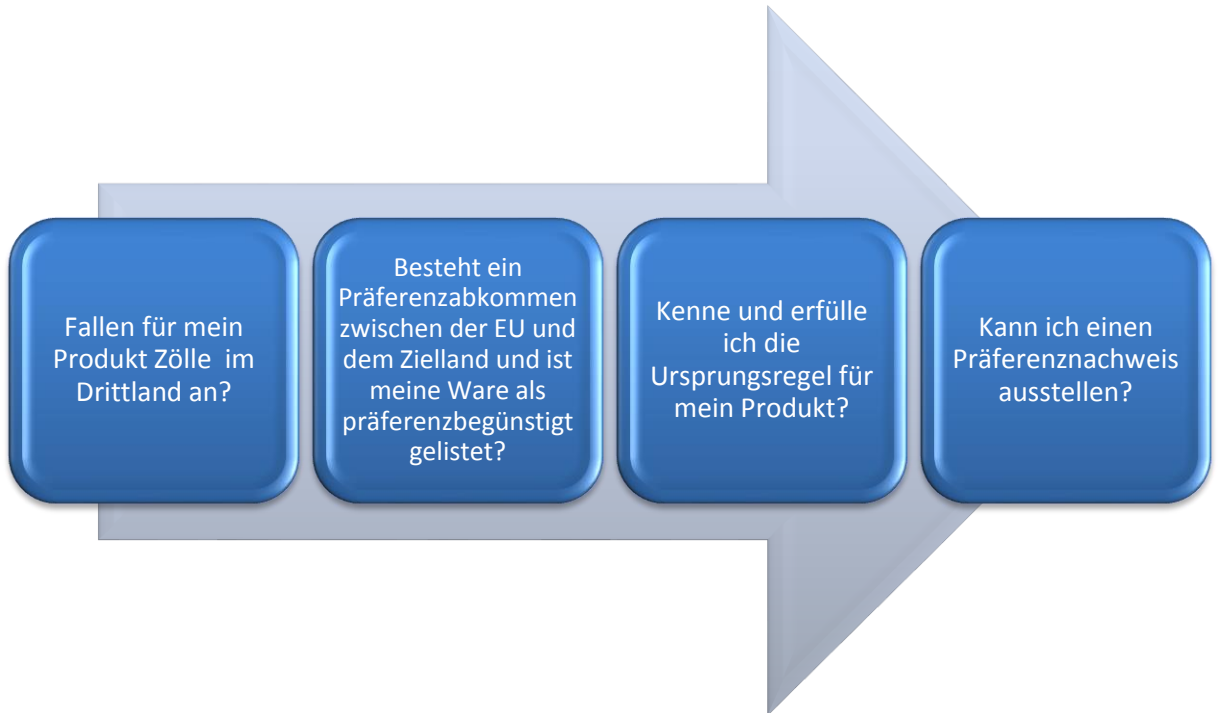 Fallen für mein
Produkt Zölle im
Drittland an?
Besteht ein
Präferenzabkommen
zwischen der EU und
dem Zielland und ist
meine Ware als
präferenzbegünstigt
gelistet?
Kenne und erfülle
ich die
Ursprungsregel für
mein Produkt?
Kann ich einen
Präferenznachweis
ausstellen?